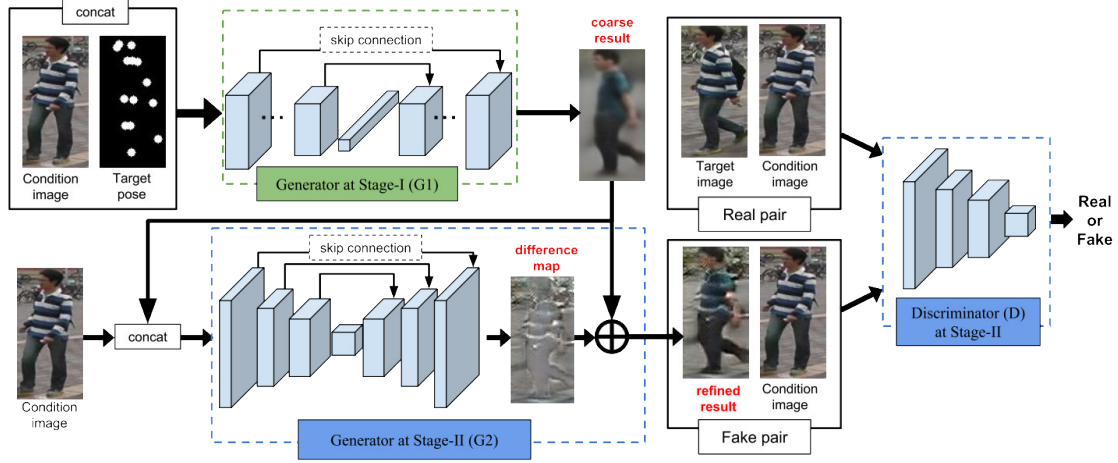 concat
Condition
image
Target
pose
skip connection
Generator at Stage-I (G1)
coarse
result
Target
image
Condition
image
Real pair
Real
or
Fake
Discriminator (D)
at Stage-II
Condition
image
concat
skip connection
difference
map
Generator at Stage-II (G2)
refined
result
Condition
image
Fake pair